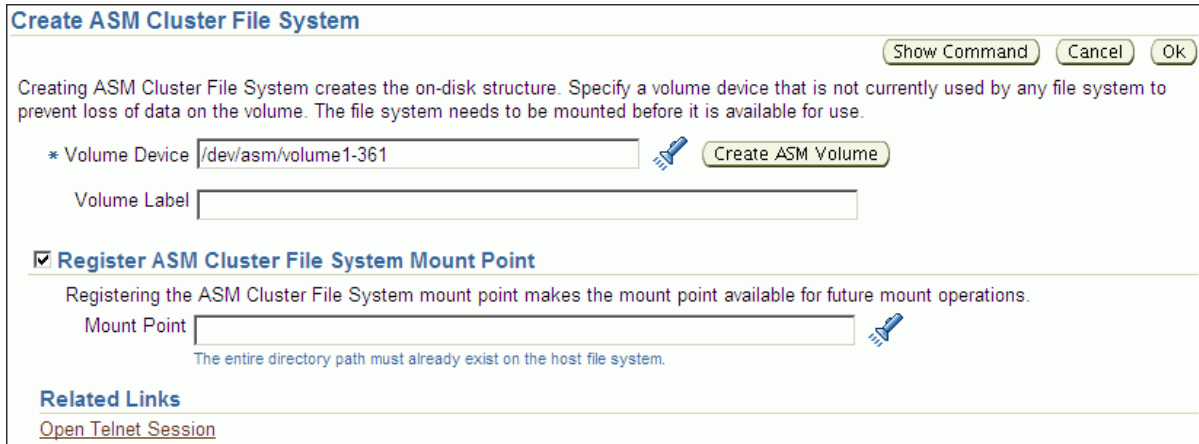 Create ASM Cluster File System
Show Command Cancel Ok
Creating ASM Cluster File System creates the on-disk structure. Specify a volume device that is not currently used by any file system to
prevent loss of data on the volume. The file system needs to be mounted before it is available for use.
* Volume Device /dev/asm/volume1-361 Create ASM Volume
Volume Label
Register ASM Cluster File System Mount Point
Registering the ASM Cluster File System mount point makes the mount point available for future mount operations.
Mount Point
The entire directory path must already exist on the host file system.
Related Links
Open Telnet Session